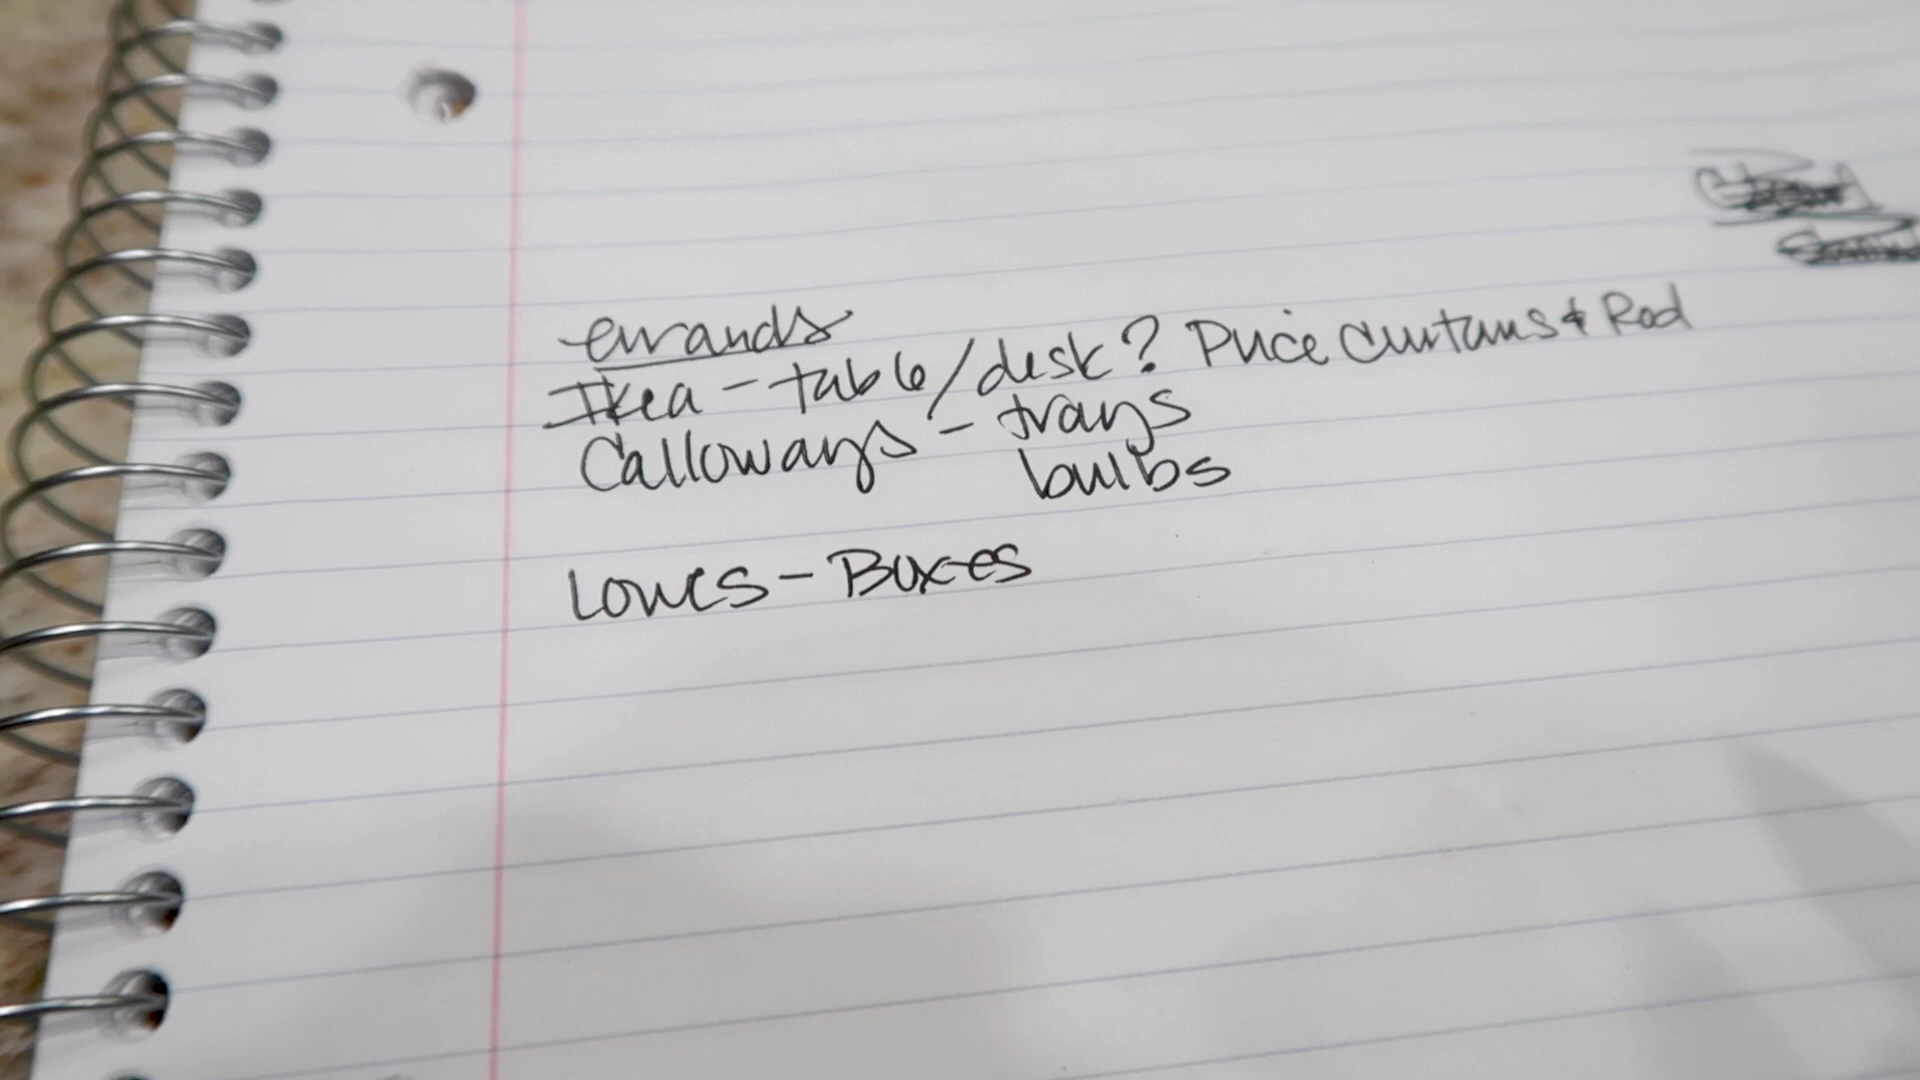 errands
Ikea - table/desk? Price curtains & Rod
Calloways - trays
bulbs
Lowes - Boxes